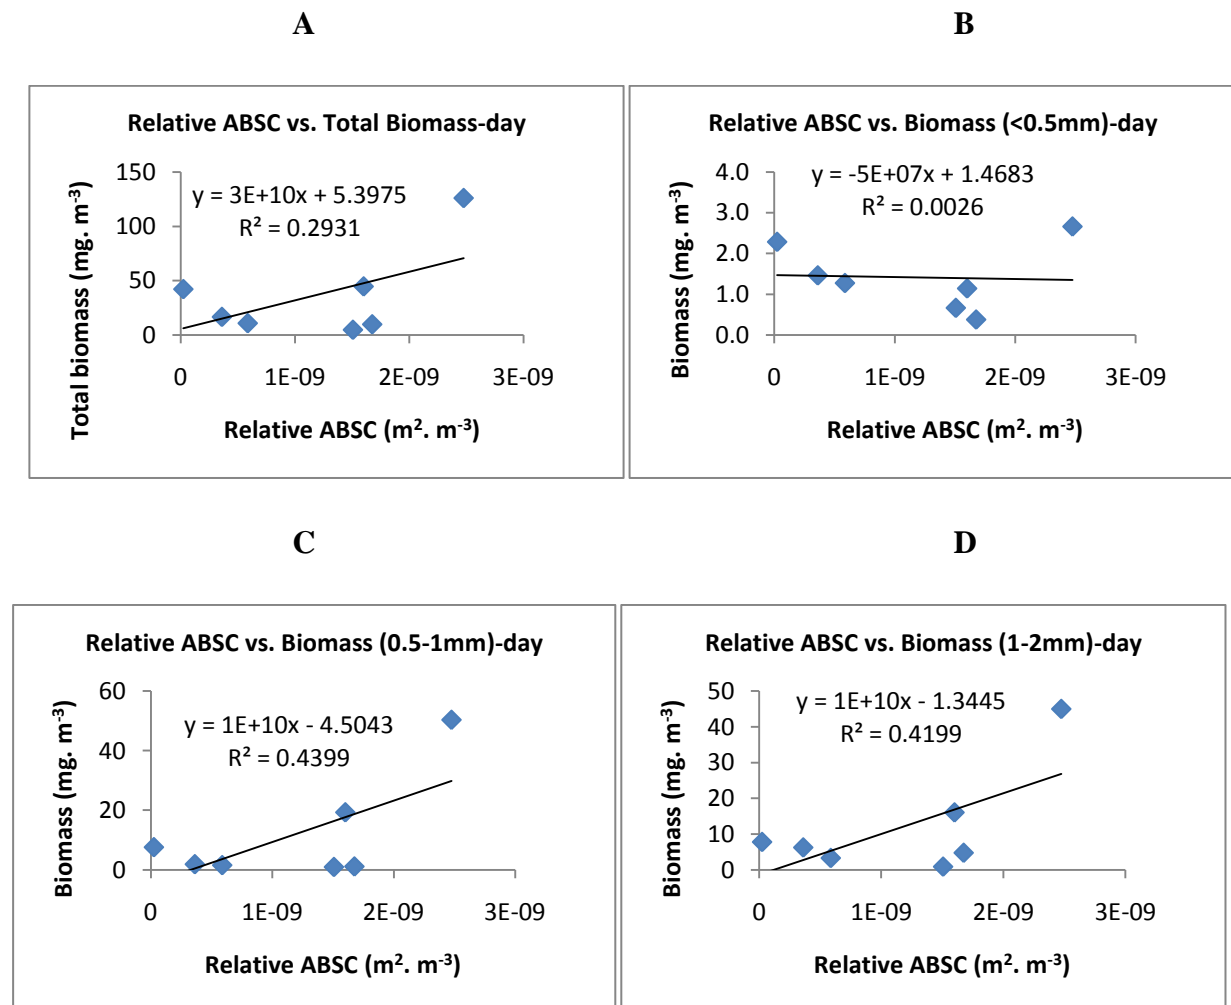 A
B
Relative ABSC vs. Total Biomass-day
Total biomass (mg. m⁻³)
150
100
50
0
y = 3E+10x + 5.3975
R² = 0.2931
0 1E-09 2E-09 3E-09
Relative ABSC (m². m⁻³)
Relative ABSC vs. Biomass (<0.5mm)-day
Biomass (mg. m⁻³)
4.0
3.0
2.0
1.0
0.0
y = -5E+07x + 1.4683
R² = 0.0026
0 1E-09 2E-09 3E-09
Relative ABSC (m². m⁻³)
C
D
Relative ABSC vs. Biomass (0.5-1mm)-day
Biomass (mg. m⁻³)
60
40
20
0
y = 1E+10x - 4.5043
R² = 0.4399
0 1E-09 2E-09 3E-09
Relative ABSC (m². m⁻³)
Relative ABSC vs. Biomass (1-2mm)-day
Biomass (mg. m⁻³)
50
40
30
20
10
0
y = 1E+10x - 1.3445
R² = 0.4199
0 1E-09 2E-09 3E-09
Relative ABSC (m². m⁻³)